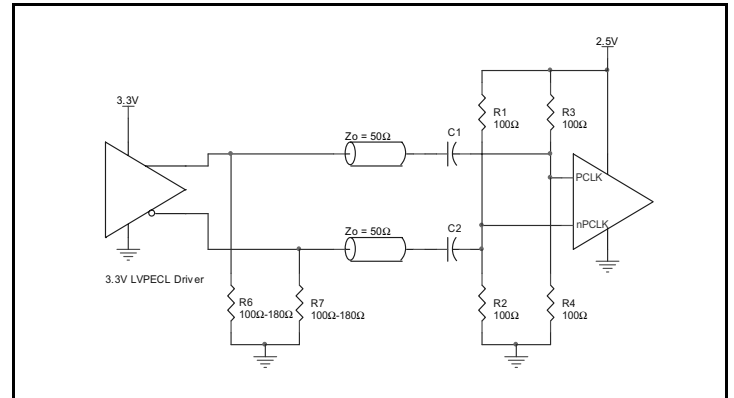 2.5V
3.3V
R1
100Ω
R3
100Ω
Zo = 50Ω
C1
PCLK
Zo = 50Ω
C2
nPCLK
3.3V LVPECL Driver
R6
100Ω-180Ω
R7
100Ω-180Ω
R2
100Ω
R4
100Ω